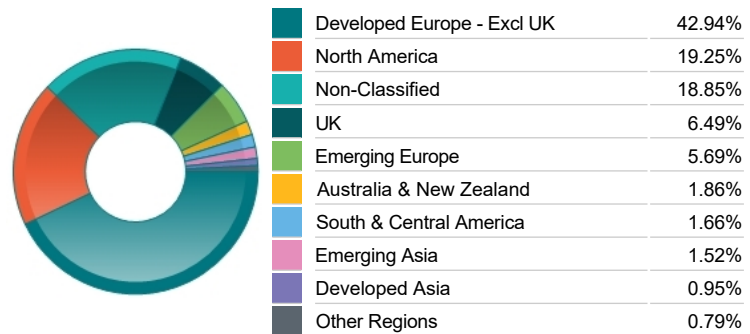 Developed Europe - Excl UK 42.94%
North America 19.25%
Non-Classified 18.85%
UK 6.49%
Emerging Europe 5.69%
Australia & New Zealand 1.86%
South & Central America 1.66%
Emerging Asia 1.52%
Developed Asia 0.95%
Other Regions 0.79%